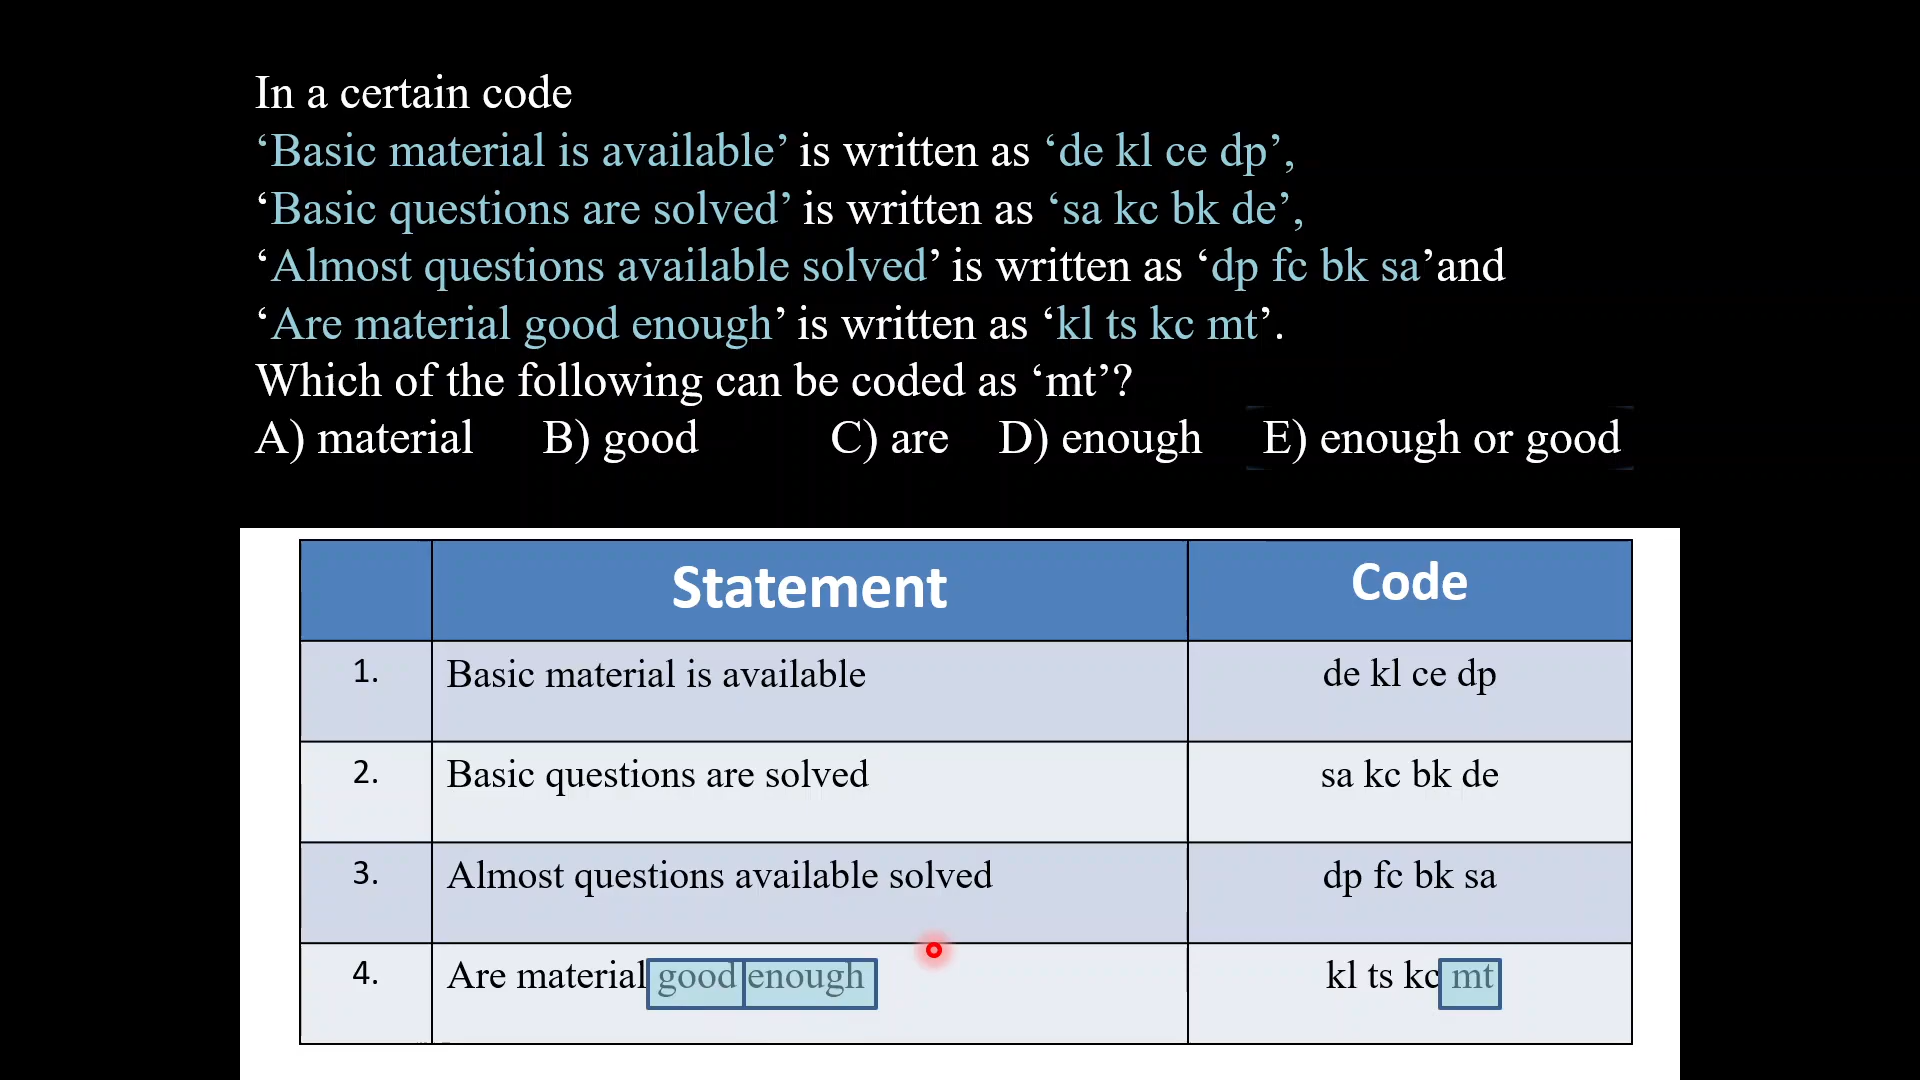 In a certain code
‘Basic material is available’ is written as ‘de kl ce dp’,
‘Basic questions are solved’ is written as ‘sa kc bk de’,
‘Almost questions available solved’ is written as ‘dp fc bk sa’and
‘Are material good enough’ is written as ‘kl ts kc mt’.
Which of the following can be coded as ‘mt’?
A) material B) good C) are D) enough E) enough or good
Statement Code
1. Basic material is available de kl ce dp
2. Basic questions are solved sa kc bk de
3. Almost questions available solved dp fc bk sa
4. Are material good enough kl ts kc mt